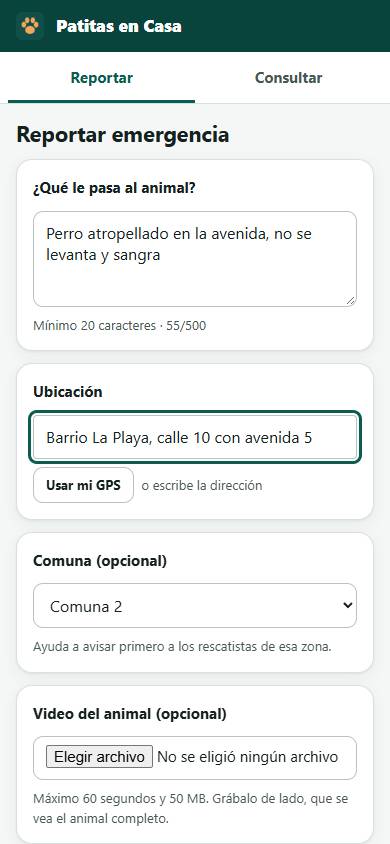 Patitas en Casa
Reportar
Consultar
Reportar emergencia
¿Qué le pasa al animal?
Perro atropellado en la avenida, no se
levanta y sangra
Mínimo 20 caracteres · 55/500
Ubicación
Barrio La Playa, calle 10 con avenida 5
Usar mi GPS
o escribe la dirección
Comuna (opcional)
Comuna 2
Ayuda a avisar primero a los rescatistas de esa zona.
Video del animal (opcional)
Elegir archivo No se eligió ningún archivo
Máximo 60 segundos y 50 MB. Grábalo de lado, que se
vea el animal completo.